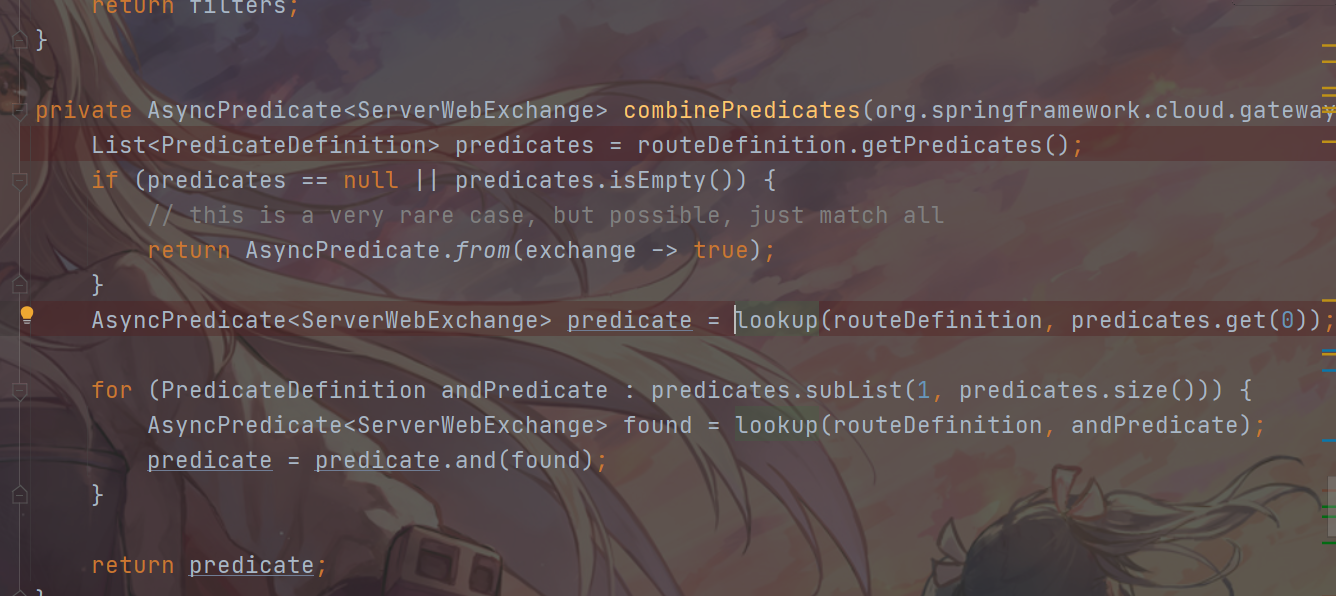 return filters;
}
private AsyncPredicate<ServerWebExchange> combinePredicates(org.springframework.cloud.gateway
List<PredicateDefinition> predicates = routeDefinition.getPredicates();
if (predicates == null || predicates.isEmpty()) {
// this is a very rare case, but possible, just match all
return AsyncPredicate.from(exchange -> true);
}
AsyncPredicate<ServerWebExchange> predicate = lookup(routeDefinition, predicates.get(0));
for (PredicateDefinition andPredicate : predicates.subList(1, predicates.size())) {
AsyncPredicate<ServerWebExchange> found = lookup(routeDefinition, andPredicate);
predicate = predicate.and(found);
}
return predicate;
}